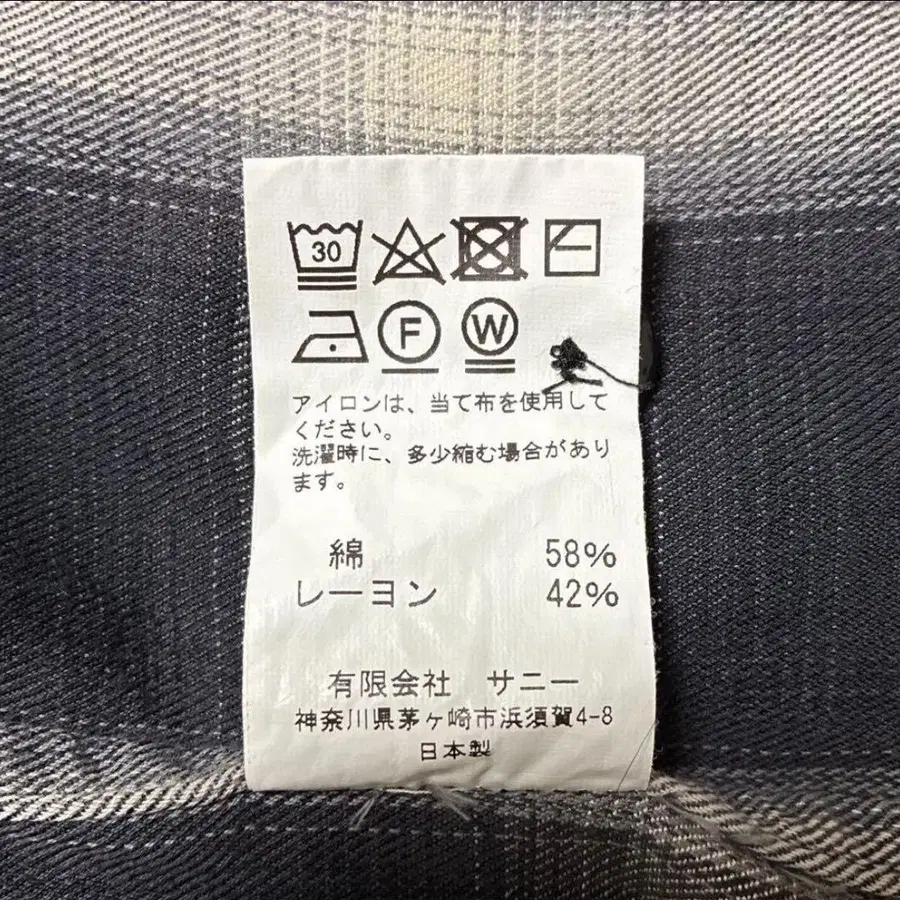 30
F W
アイロンは、当て布を使用して
ください。
洗濯時に、多少縮む場合があり
ます。
綿 58%
レーヨン 42%
有限会社 サニー
神奈川県茅ヶ崎市浜須賀4-8
日本製